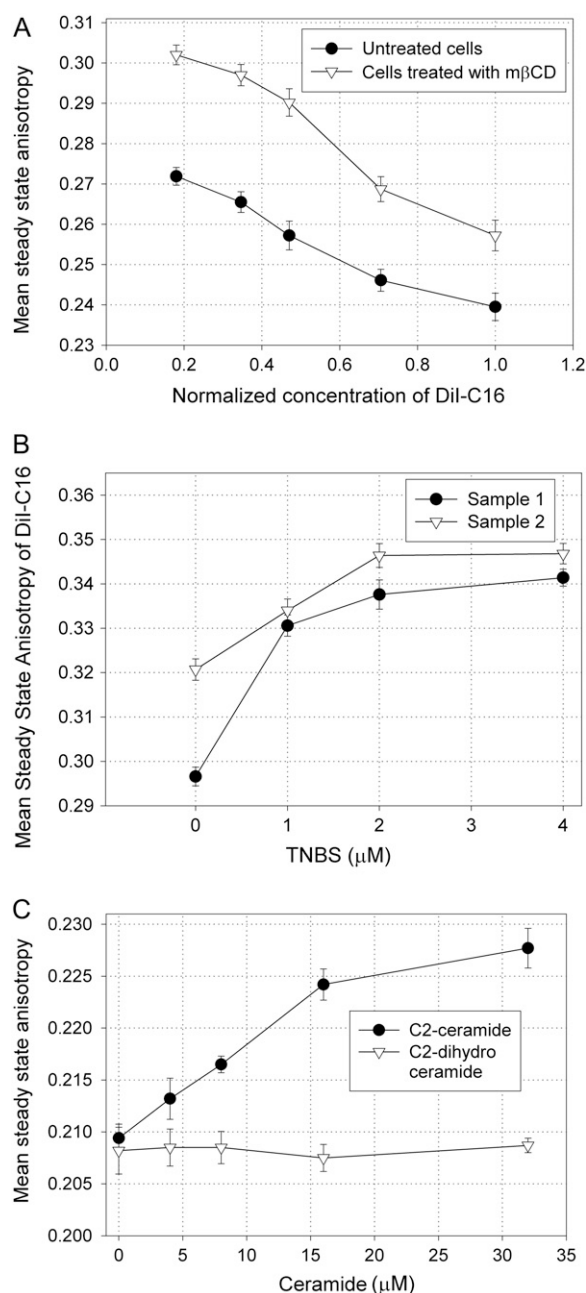 A
Mean steady state anisotropy
0.31
0.30
0.29
0.28
0.27
0.26
0.25
0.24
0.23
Untreated cells
Cells treated with mβCD
0.0 0.2 0.4 0.6 0.8 1.0 1.2
Normalized concentration of DiI-C16
B
Mean Steady State Anisotropy of DiI-C16
0.36
0.35
0.34
0.33
0.32
0.31
0.30
0.29
Sample 1
Sample 2
0 1 2 3 4
TNBS (μM)
C
Mean steady state anisotropy
0.230
0.225
0.220
0.215
0.210
0.205
0.200
C2-ceramide
C2-dihydro
ceramide
0 5 10 15 20 25 30 35
Ceramide (μM)